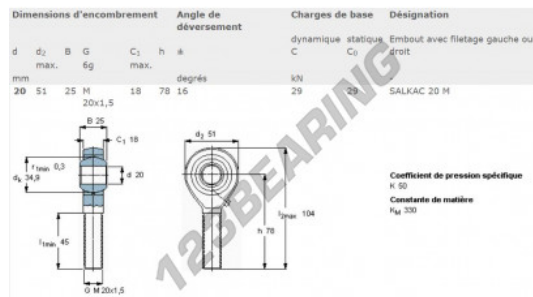 Dimensions d'encombrement Angle de déversement Charges de base Désignation
dynamique statique Embout avec filetage gauche ou droit
d d2 B G C1 h α C C0
max. 6g max.
mm degrés kN
20 51 25 M 20x1,5 18 78 16 29 29 SALKAC 20 M
B 25
C1 18
d2 51
r1min 0,3
dk 34,9
d 20
Coefficient de pression spécifique
K 50
Constante de matière
KM 330
l2max 104
h 78
l1min 45
G M 20x1,5
123BEARING